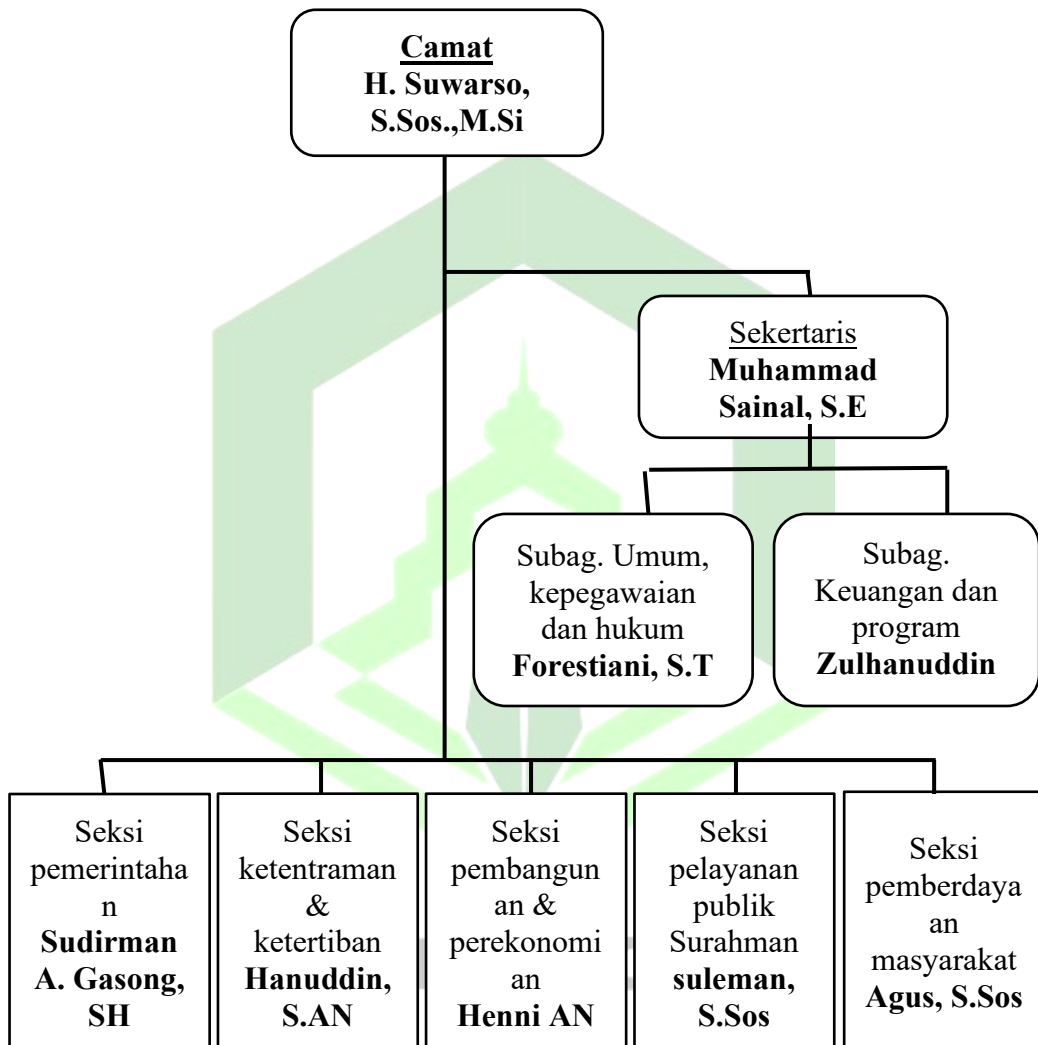 Camat
H. Suwarso,
S.Sos.,M.Si
Sekertaris
Muhammad
Sainal, S.E
Subag. Umum,
kepegawaian
dan hukum
Forestiani, S.T
Subag.
Keuangan dan
program
Zulhanuddin
Seksi
pemerintaha
n
Sudirman
A. Gasong,
SH
Seksi
ketentraman
&
ketertiban
Hanuddin,
S.AN
Seksi
pembangun
an &
perekonomi
an
Henni AN
Seksi
pelayanan
publik
Surahman
suleman,
S.Sos
Seksi
pemberdaya
an
masyarakat
Agus, S.Sos